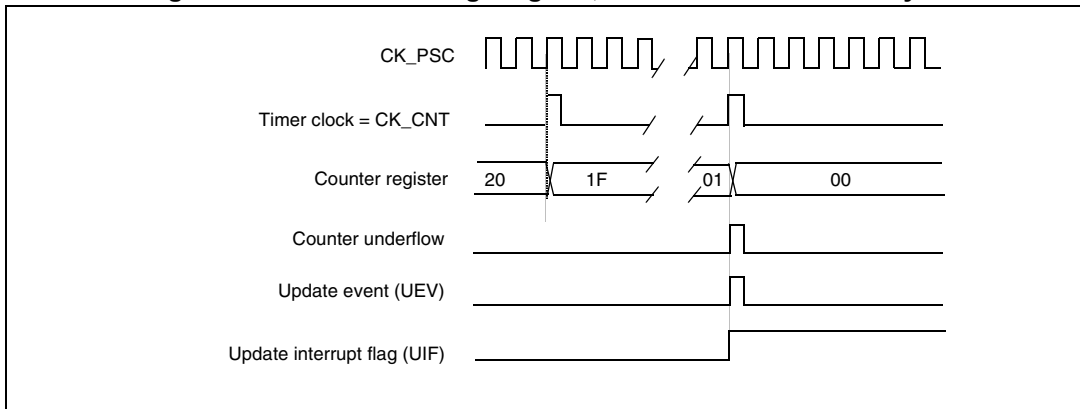 CK_PSC
Timer clock = CK_CNT
Counter register 20 1F 01 00
Counter underflow
Update event (UEV)
Update interrupt flag (UIF)